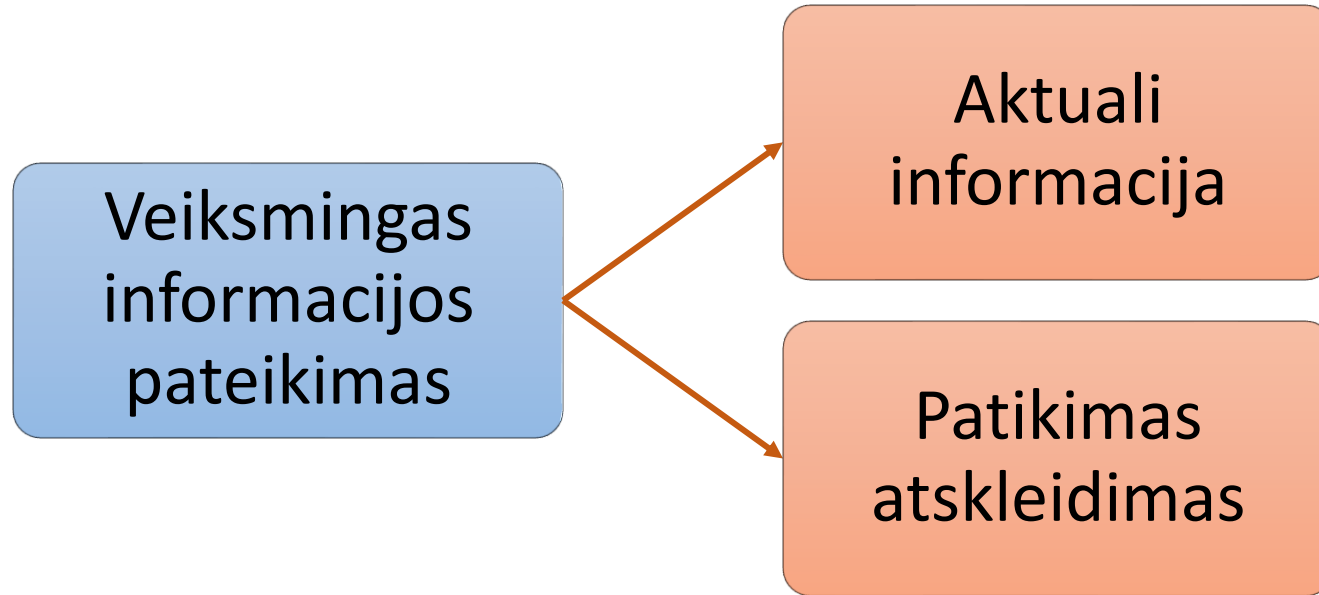 Veiksmingas
informacijos
pateikimas
Aktuali
informacija
Patikimas
atskleidimas